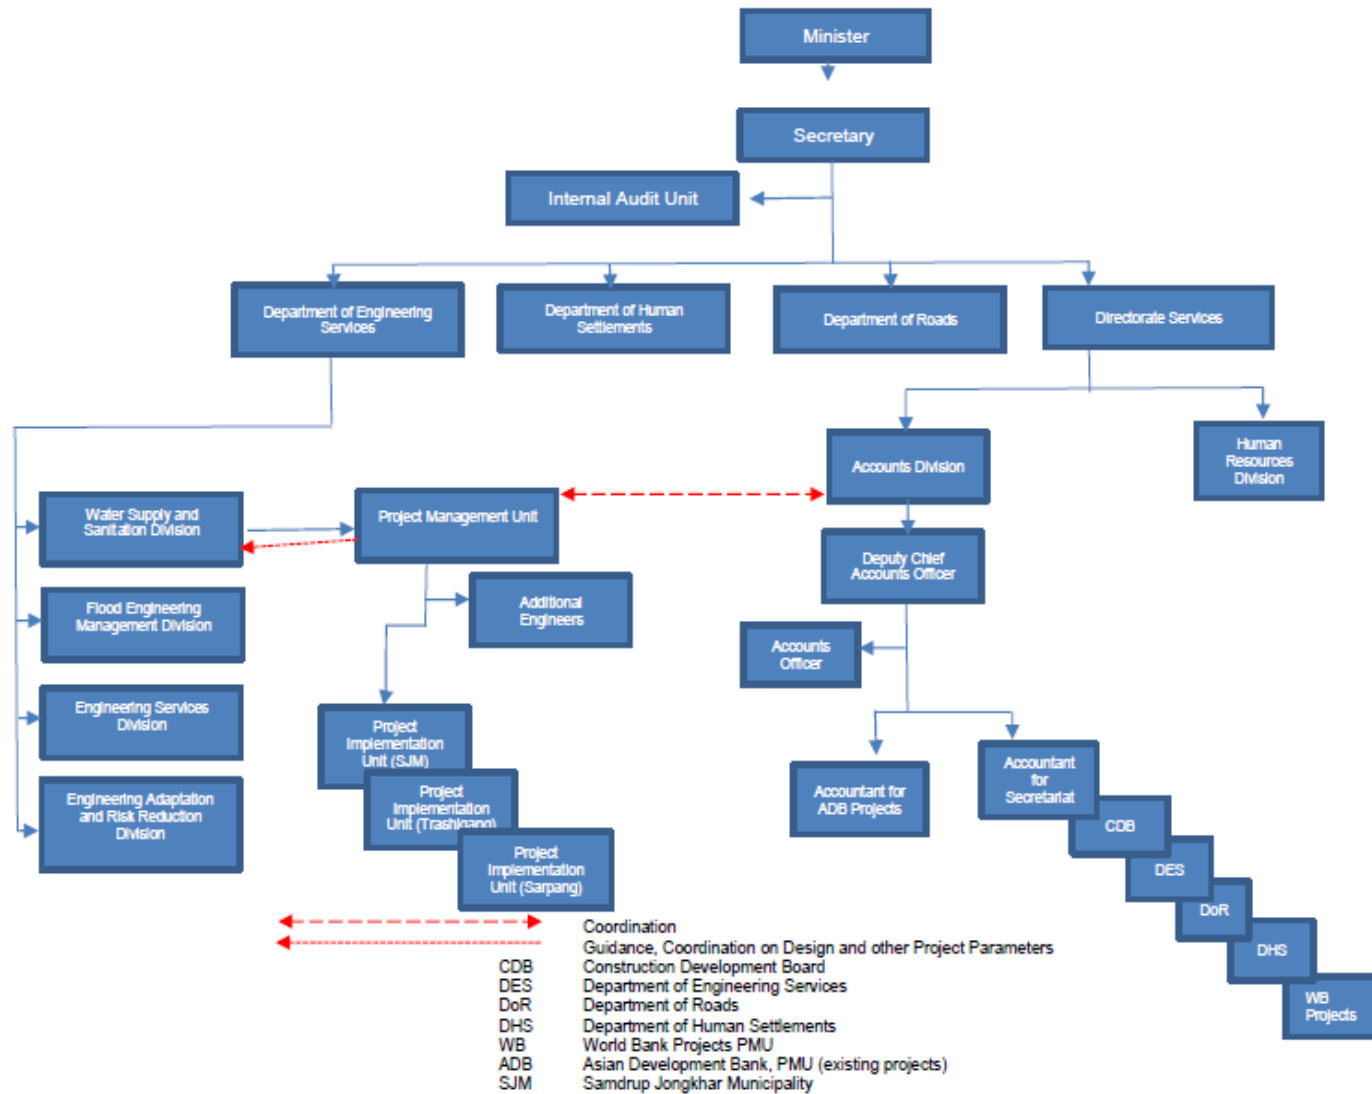 Minister
Secretary
Internal Audit Unit
Department of Engineering
Services
Department of Human
Settlements
Department of Roads
Directorate Services
Accounts Division
Human
Resources
Division
Water Supply and
Sanitation Division
Project Management Unit
Deputy Chief
Accounts Officer
Flood Engineering
Management Division
Additional
Engineers
Accounts
Officer
Engineering Services
Division
Project
Implementation
Unit (SJM)
Accountant
for
Secretariat
Engineering Adaptation
and Risk Reduction
Division
Project
Implementation
Unit (Trashigang)
Accountant for
ADB Projects
CDB
Project
Implementation
Unit (Sarpang)
DES
DoR
DHS
WB
Projects
Coordination
Guidance, Coordination on Design and other Project Parameters
CDB Construction Development Board
DES Department of Engineering Services
DoR Department of Roads
DHS Department of Human Settlements
WB World Bank Projects PMU
ADB Asian Development Bank, PMU (existing projects)
SJM Samdrup Jongkhar Municipality